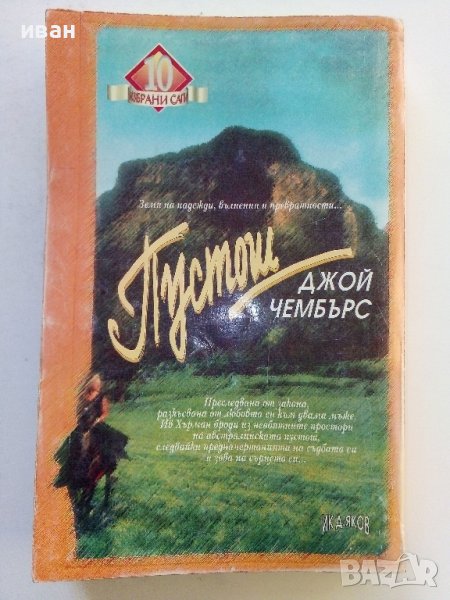 иван
10
ИЗБРАНИ САГИ
Земя на надежди, вълнения и превратности...
Пустош
ДЖОЙ
ЧЕМБЪРС
Преследвана от закона,
разкъсвана от любовта си към двама мъже,
Ив Хърман броди из необятните простори
на австралийската пустош,
следвайки предначертанията на съдбата си
и зова на сърцето си...
ИК Д. ЯКОВ
BAZAR